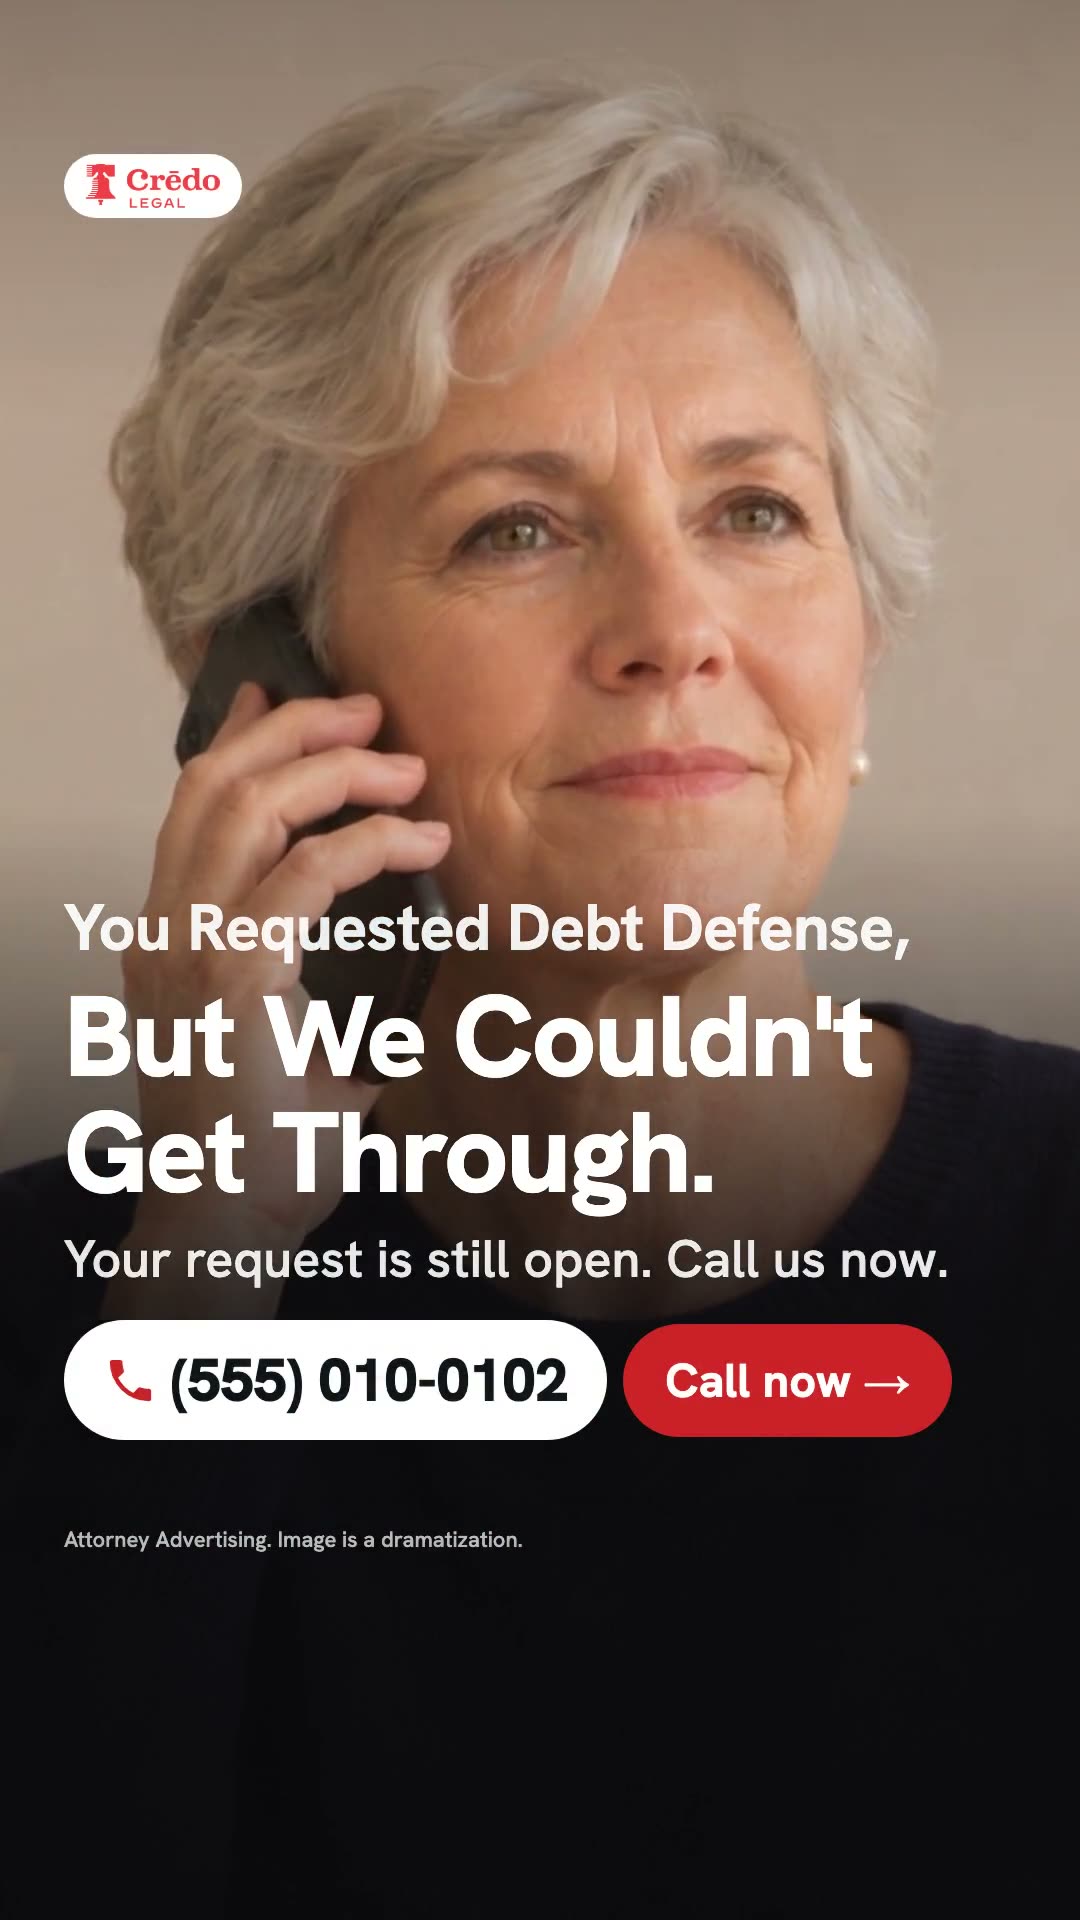 Crēdo
LEGAL
You Requested Debt Defense,
But We Couldn't
Get Through.
Your request is still open. Call us now.
(555) 010-0102
Call now →
Attorney Advertising. Image is a dramatization.